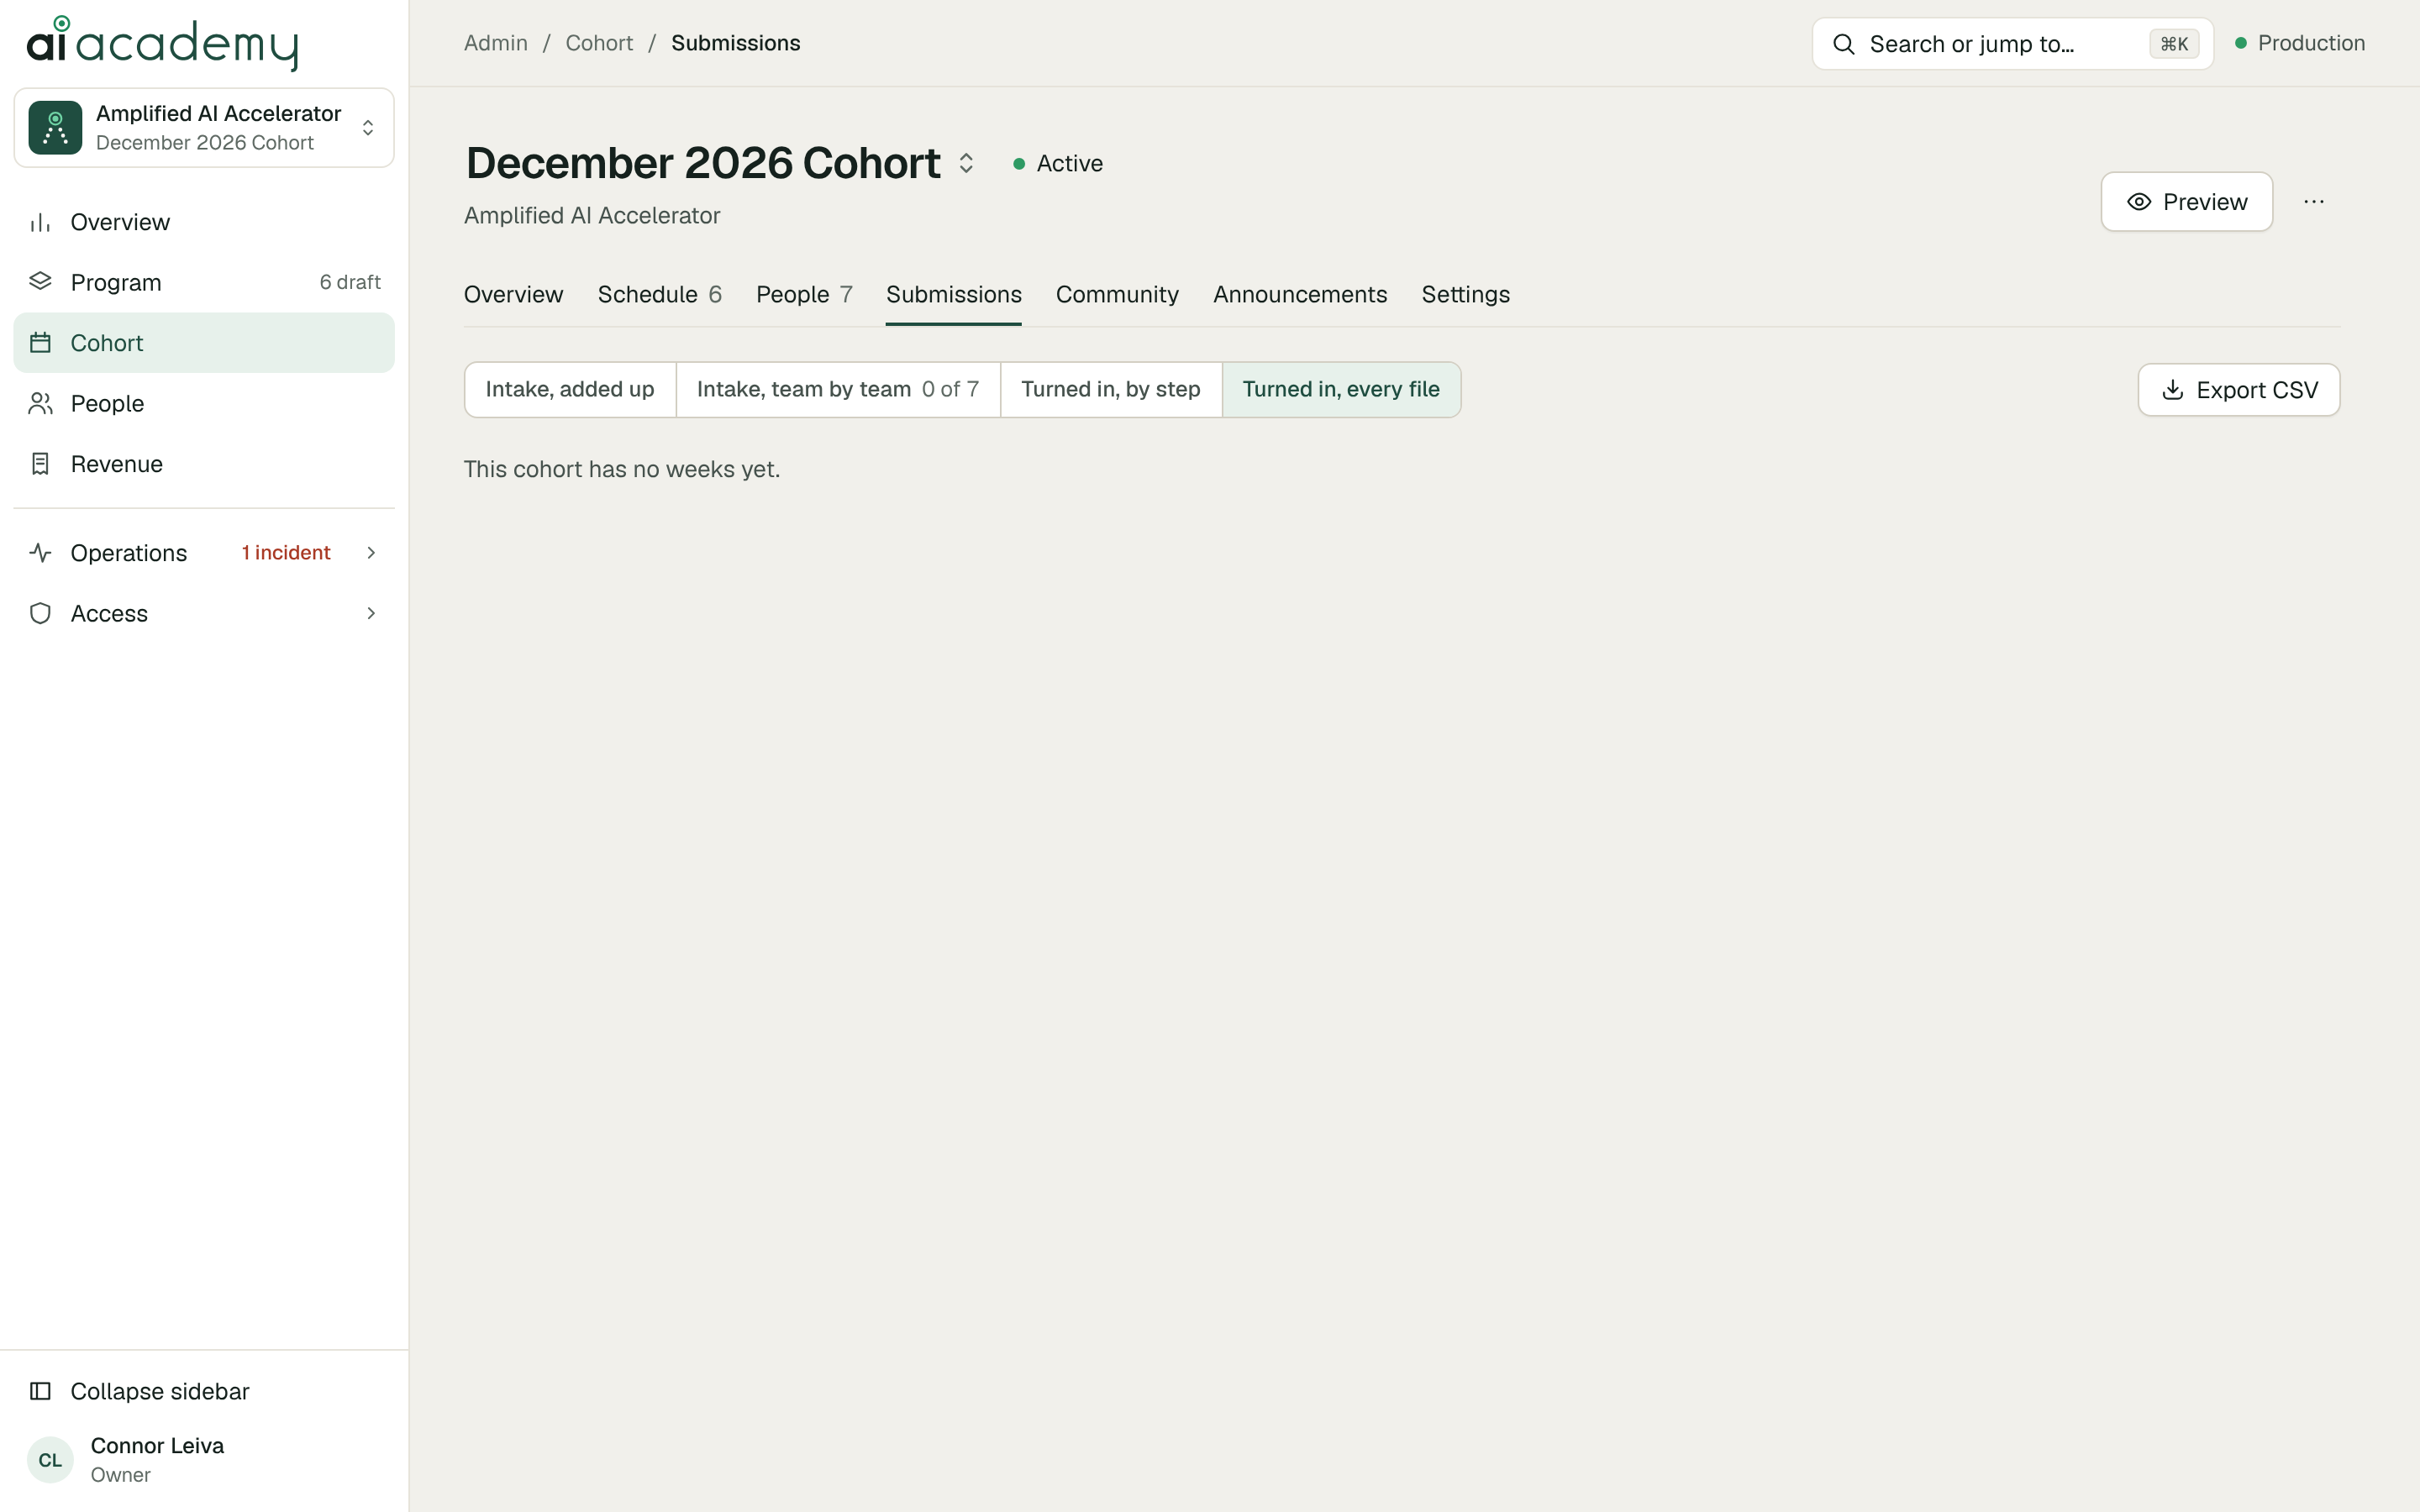 ai academy
Amplified AI Accelerator
December 2026 Cohort
Overview
Program 6 draft
Cohort
People
Revenue
Operations 1 incident
Access
Collapse sidebar
CL
Connor Leiva
Owner
Admin / Cohort / Submissions
Search or jump to... ⌘K
Production
December 2026 Cohort
Active
Amplified AI Accelerator
Preview
Overview Schedule 6 People 7 Submissions Community Announcements Settings
Intake, added up Intake, team by team 0 of 7 Turned in, by step Turned in, every file
Export CSV
This cohort has no weeks yet.